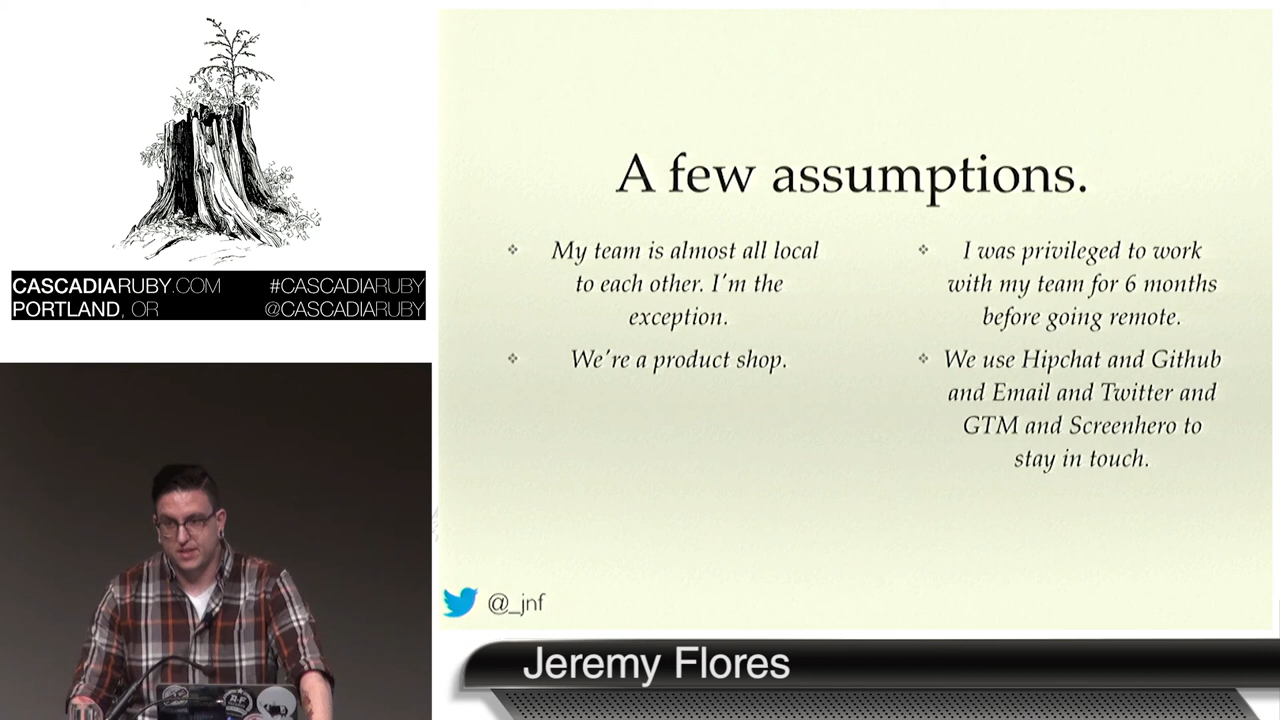 CASCADIARUBY.COM #CASCADIARUBY
PORTLAND, OR @CASCADIARUBY
A few assumptions.
❖ My team is almost all local
to each other. I'm the
exception.
❖ We're a product shop.
❖ I was privileged to work
with my team for 6 months
before going remote.
❖ We use Hipchat and Github
and Email and Twitter and
GTM and Screenhero to
stay in touch.
@_jnf
Jeremy Flores